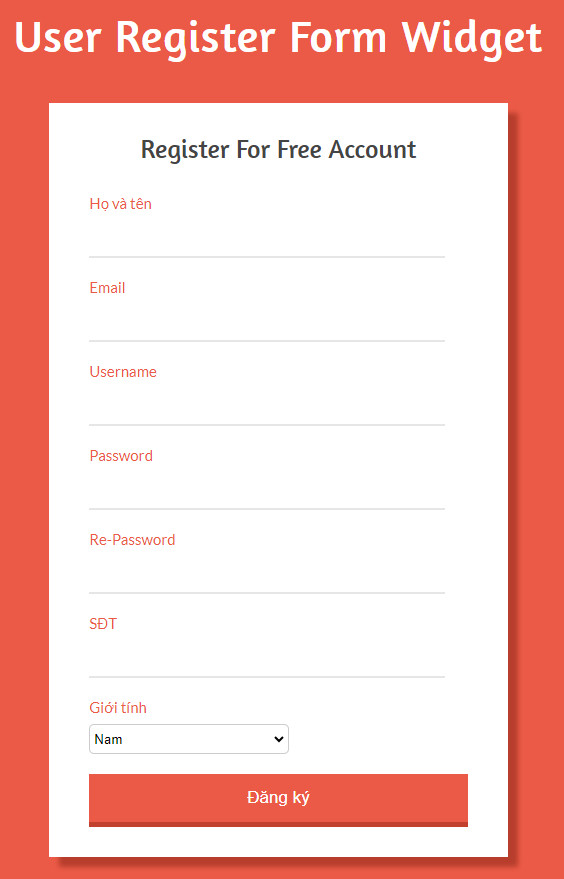 User Register Form Widget
Register For Free Account
Họ và tên
Email
Username
Password
Re-Password
SĐT
Giới tính
Nam
Đăng ký